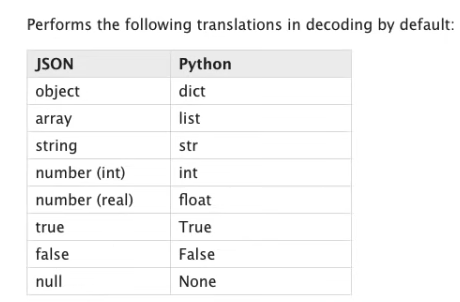 Performs the following translations in decoding by default:
JSON Python
object dict
array list
string str
number (int) int
number (real) float
true True
false False
null None